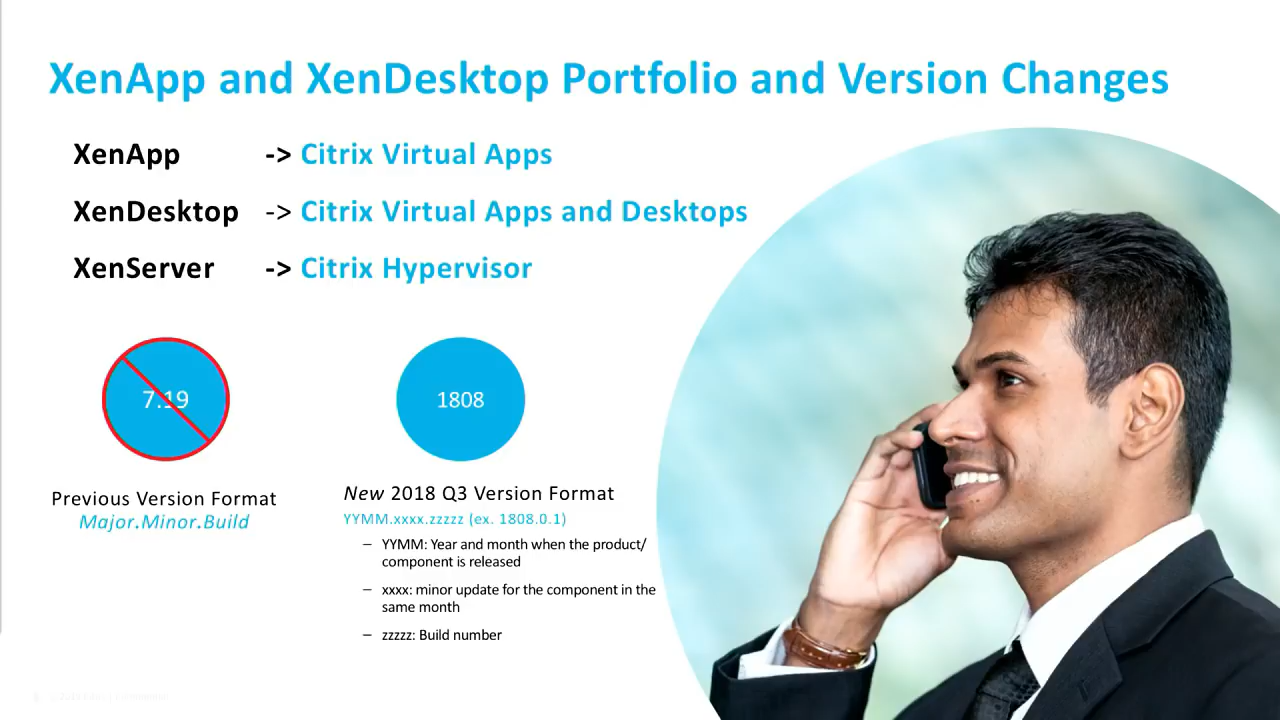 XenApp and XenDesktop Portfolio and Version Changes
XenApp -> Citrix Virtual Apps
XenDesktop -> Citrix Virtual Apps and Desktops
XenServer -> Citrix Hypervisor
7.19
1808
Previous Version Format
Major.Minor.Build
New 2018 Q3 Version Format
YYMM.xxxx.zzzzz (ex. 1808.0.1)
– YYMM: Year and month when the product/
component is released
– xxxx: minor update for the component in the
same month
– zzzzz: Build number